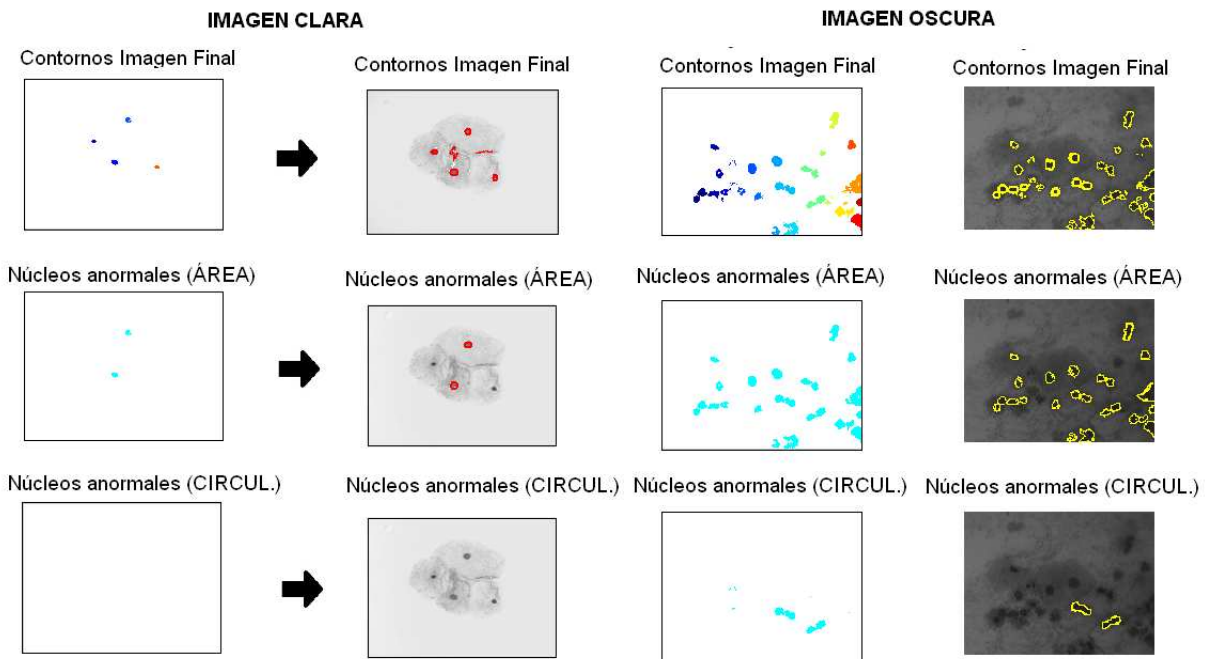 IMAGEN CLARA
IMAGEN OSCURA
Contornos Imagen Final
Contornos Imagen Final
Contornos Imagen Final
Contornos Imagen Final
Núcleos anormales (ÁREA)
Núcleos anormales (ÁREA)
Núcleos anormales (ÁREA)
Núcleos anormales (ÁREA)
Núcleos anormales (CIRCUL.)
Núcleos anormales (CIRCUL.)
Núcleos anormales (CIRCUL.)
Núcleos anormales (CIRCUL.)